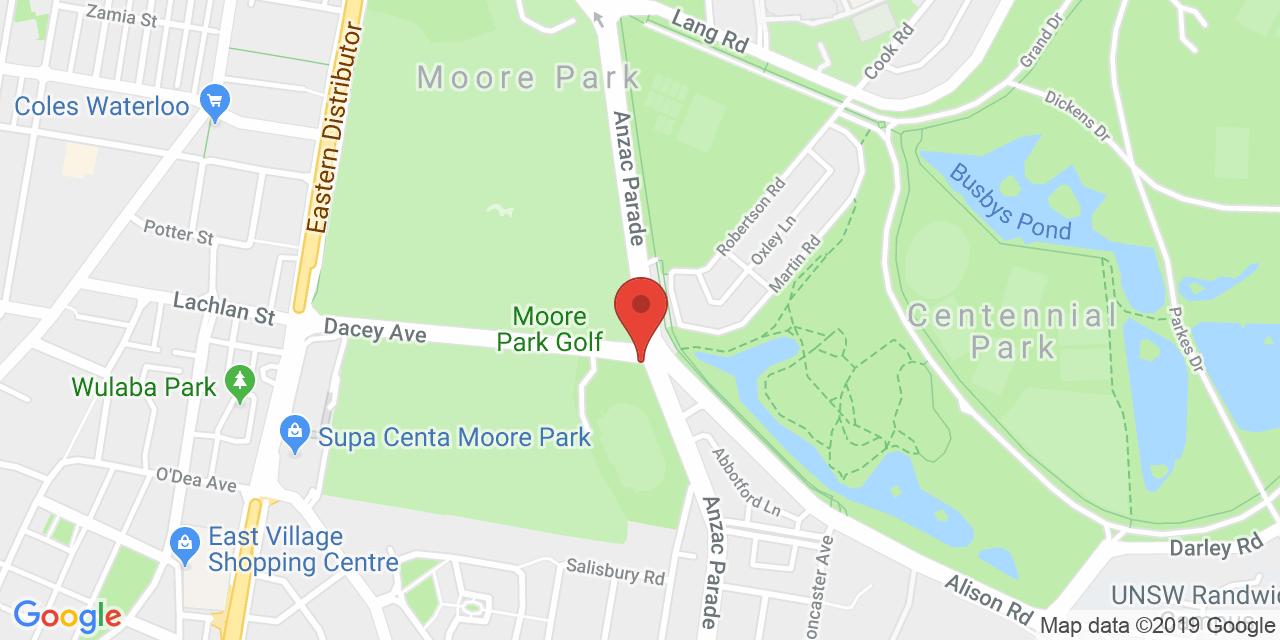 Zamia St
Lang Rd
Cook Rd
Grand Dr
Moore Park
Coles Waterloo
Dickens Dr
Eastern Distributor
Anzac Parade
Busbys Pond
Potter St
Robertson Rd
Oxley Ln
Martin Rd
Lachlan St
Dacey Ave
Moore
Park Golf
Centennial
Park
Parkes Dr
Wulaba Park
Supa Centa Moore Park
O'Dea Ave
Abbotford Ln
Anzac Parade
East Village
Shopping Centre
Salisbury Rd
oncaster Ave
Darley Rd
Alison Rd
UNSW Randwi
Google
Map data ©2019 Google